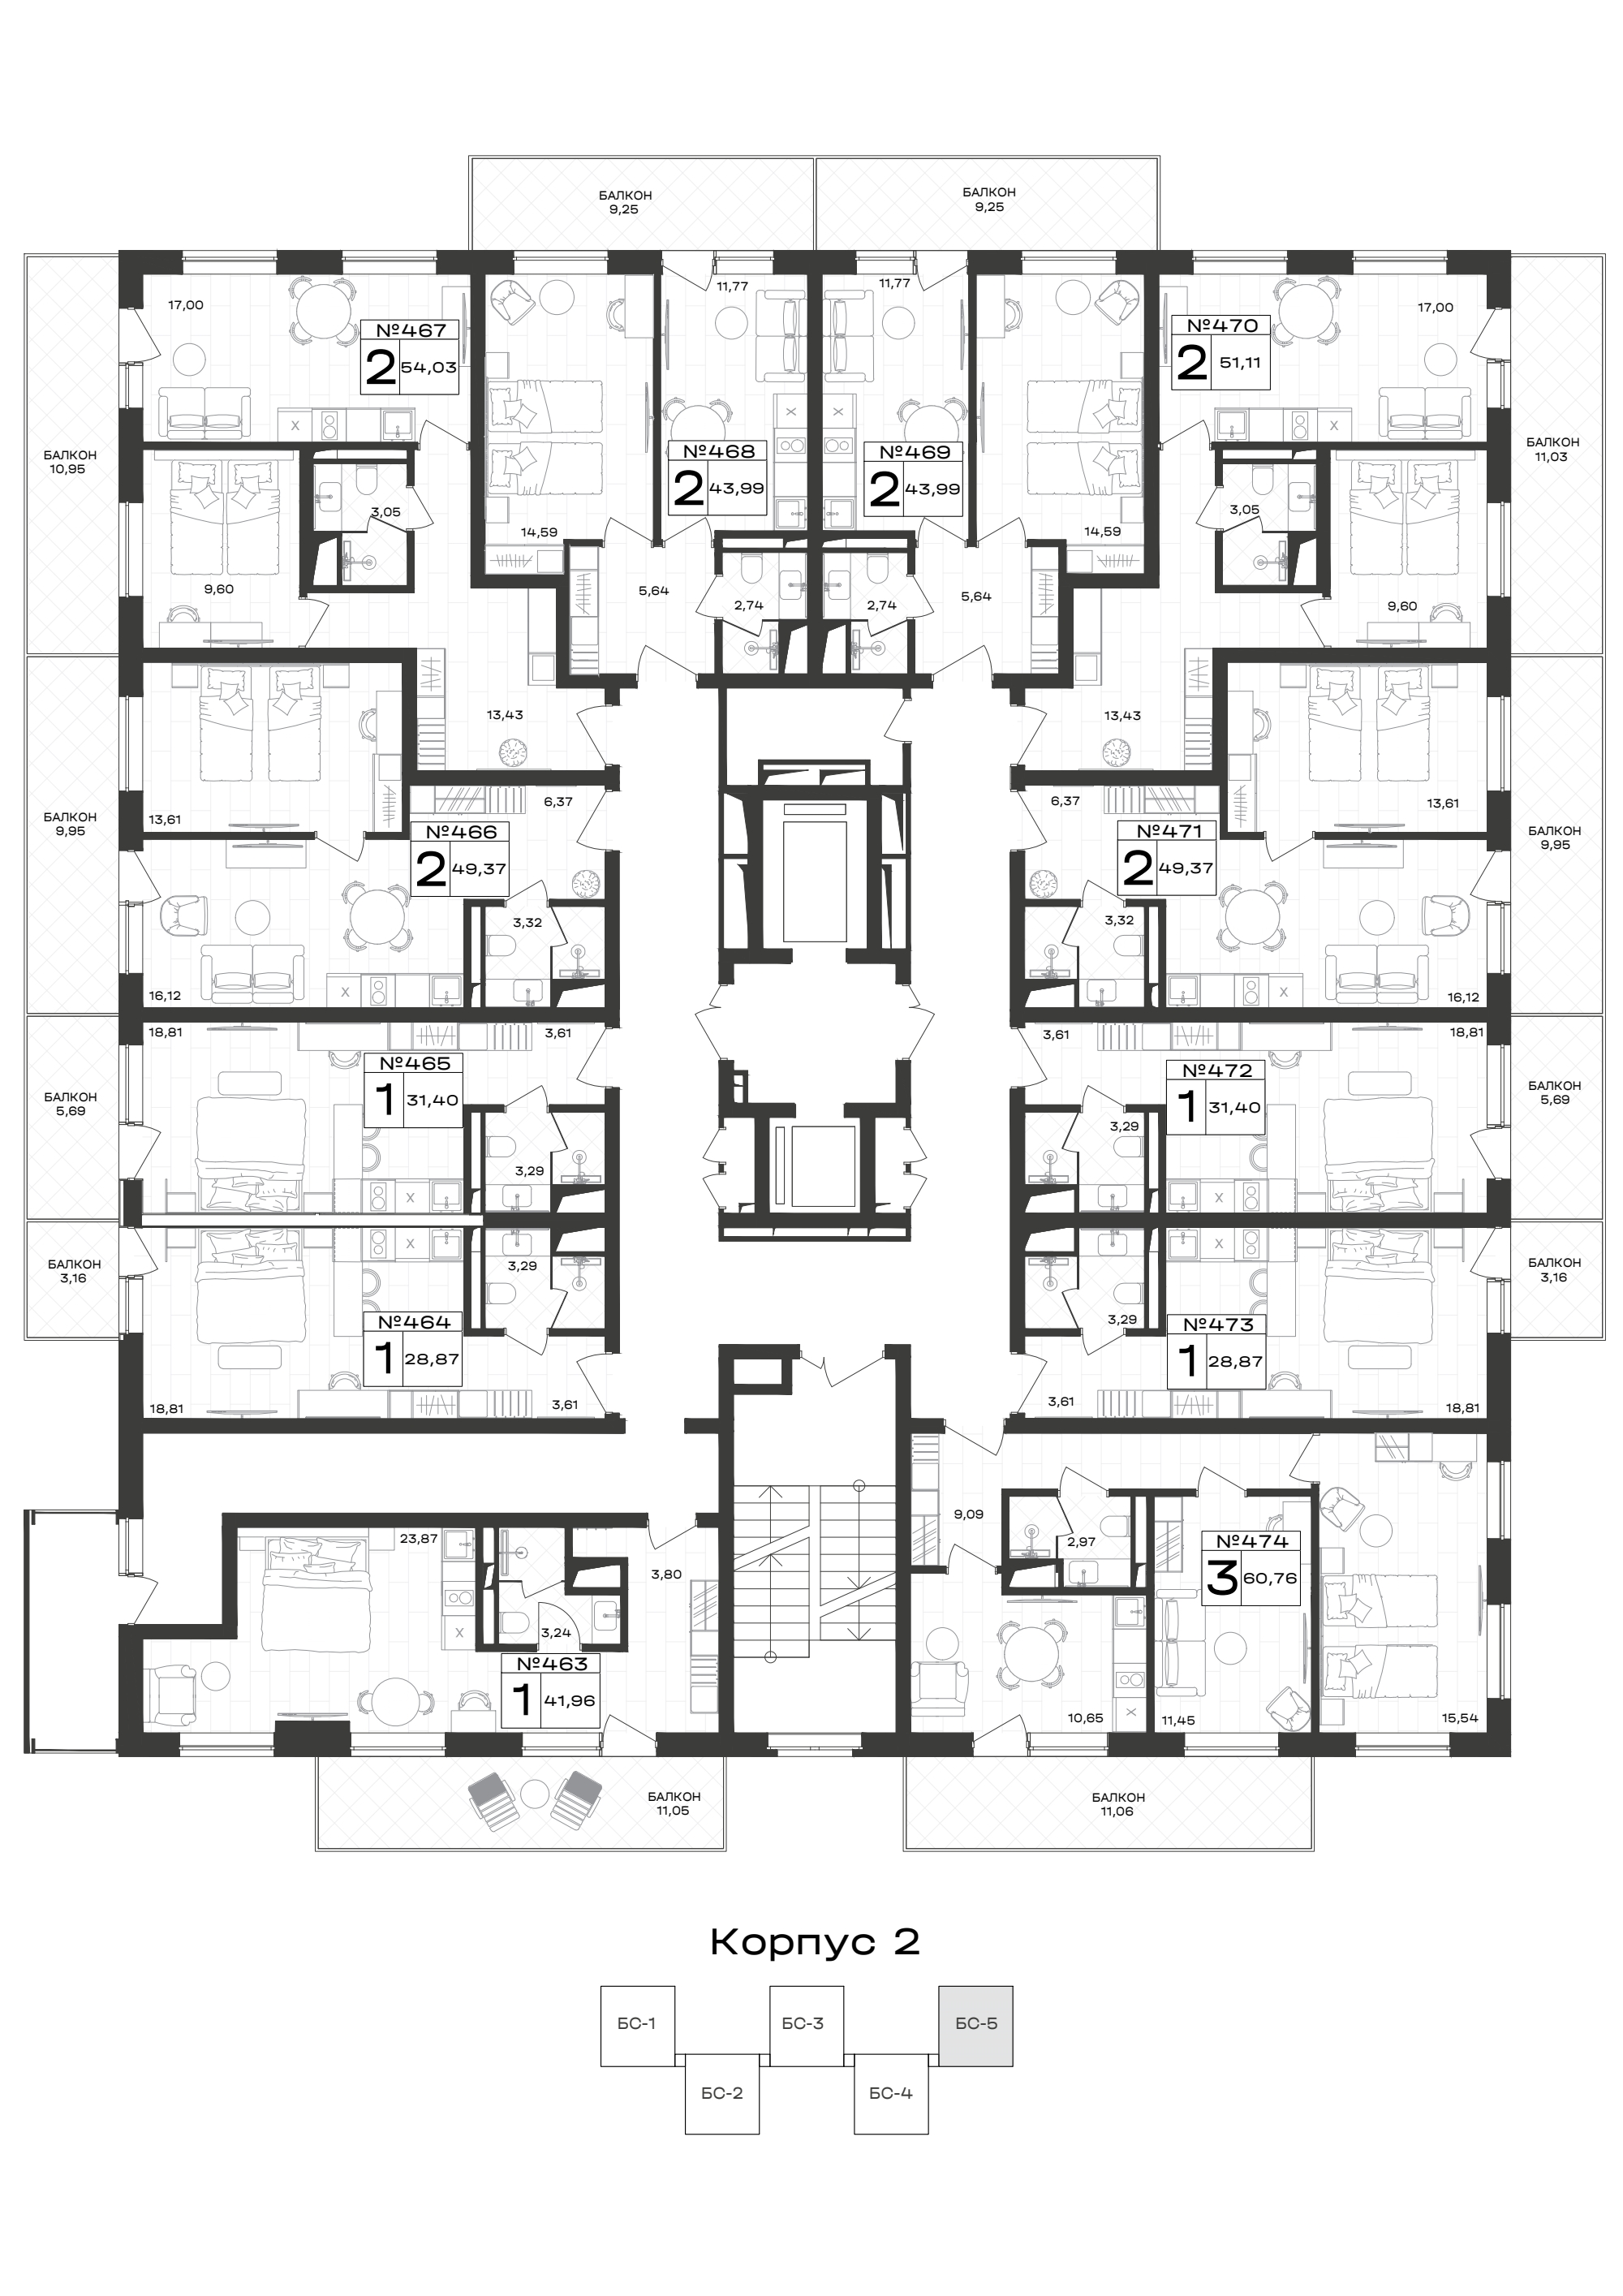 БАЛКОН
9,25
БАЛКОН
9,25
17,00
№467
2 54,03
11,77
11,77
№470
2 51,11
17,00
БАЛКОН
10,95
№468
2 43,99
№469
2 43,99
БАЛКОН
11,03
3,05
14,59
14,59
3,05
9,60
5,64
2,74
2,74
5,64
9,60
13,43
13,43
БАЛКОН
9,95
13,61
6,37
6,37
13,61
БАЛКОН
9,95
№466
2 49,37
№471
2 49,37
3,32
3,32
16,12
16,12
18,81
3,61
3,61
18,81
БАЛКОН
5,69
№465
1 31,40
№472
1 31,40
БАЛКОН
5,69
3,29
3,29
X
X
X
X
X
X
X
X
X
X
X
X
БАЛКОН
3,16
3,29
3,29
БАЛКОН
3,16
№464
1 28,87
№473
1 28,87
18,81
3,61
3,61
18,81
23,87
3,80
9,09
2,97
№474
3 60,76
3,24
№463
1 41,96
10,65
11,45
15,54
БАЛКОН
11,05
БАЛКОН
11,06
Корпус 2
БС-1
БС-3
БС-5
БС-2
БС-4